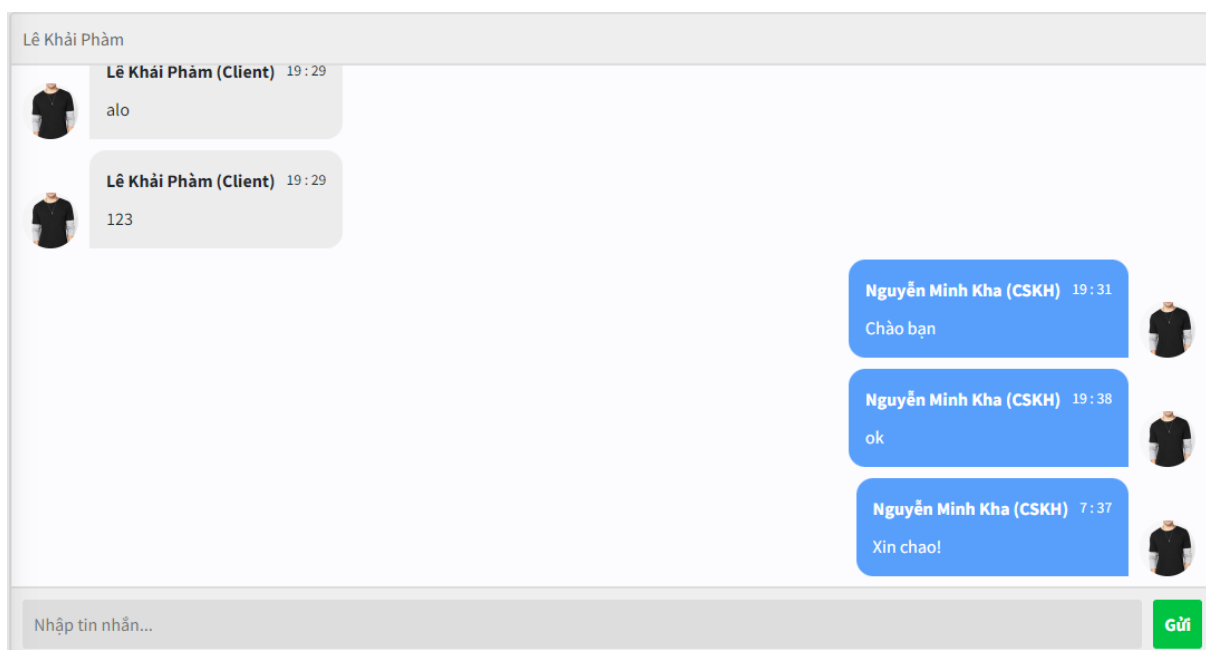 Lê Khải Phàm
Lê Khải Phàm (Client) 19:29
alo
Lê Khải Phàm (Client) 19:29
123
Nguyễn Minh Kha (CSKH) 19:31
Chào bạn
Nguyễn Minh Kha (CSKH) 19:38
ok
Nguyễn Minh Kha (CSKH) 7:37
Xin chao!
Nhập tin nhắn...
Gửi